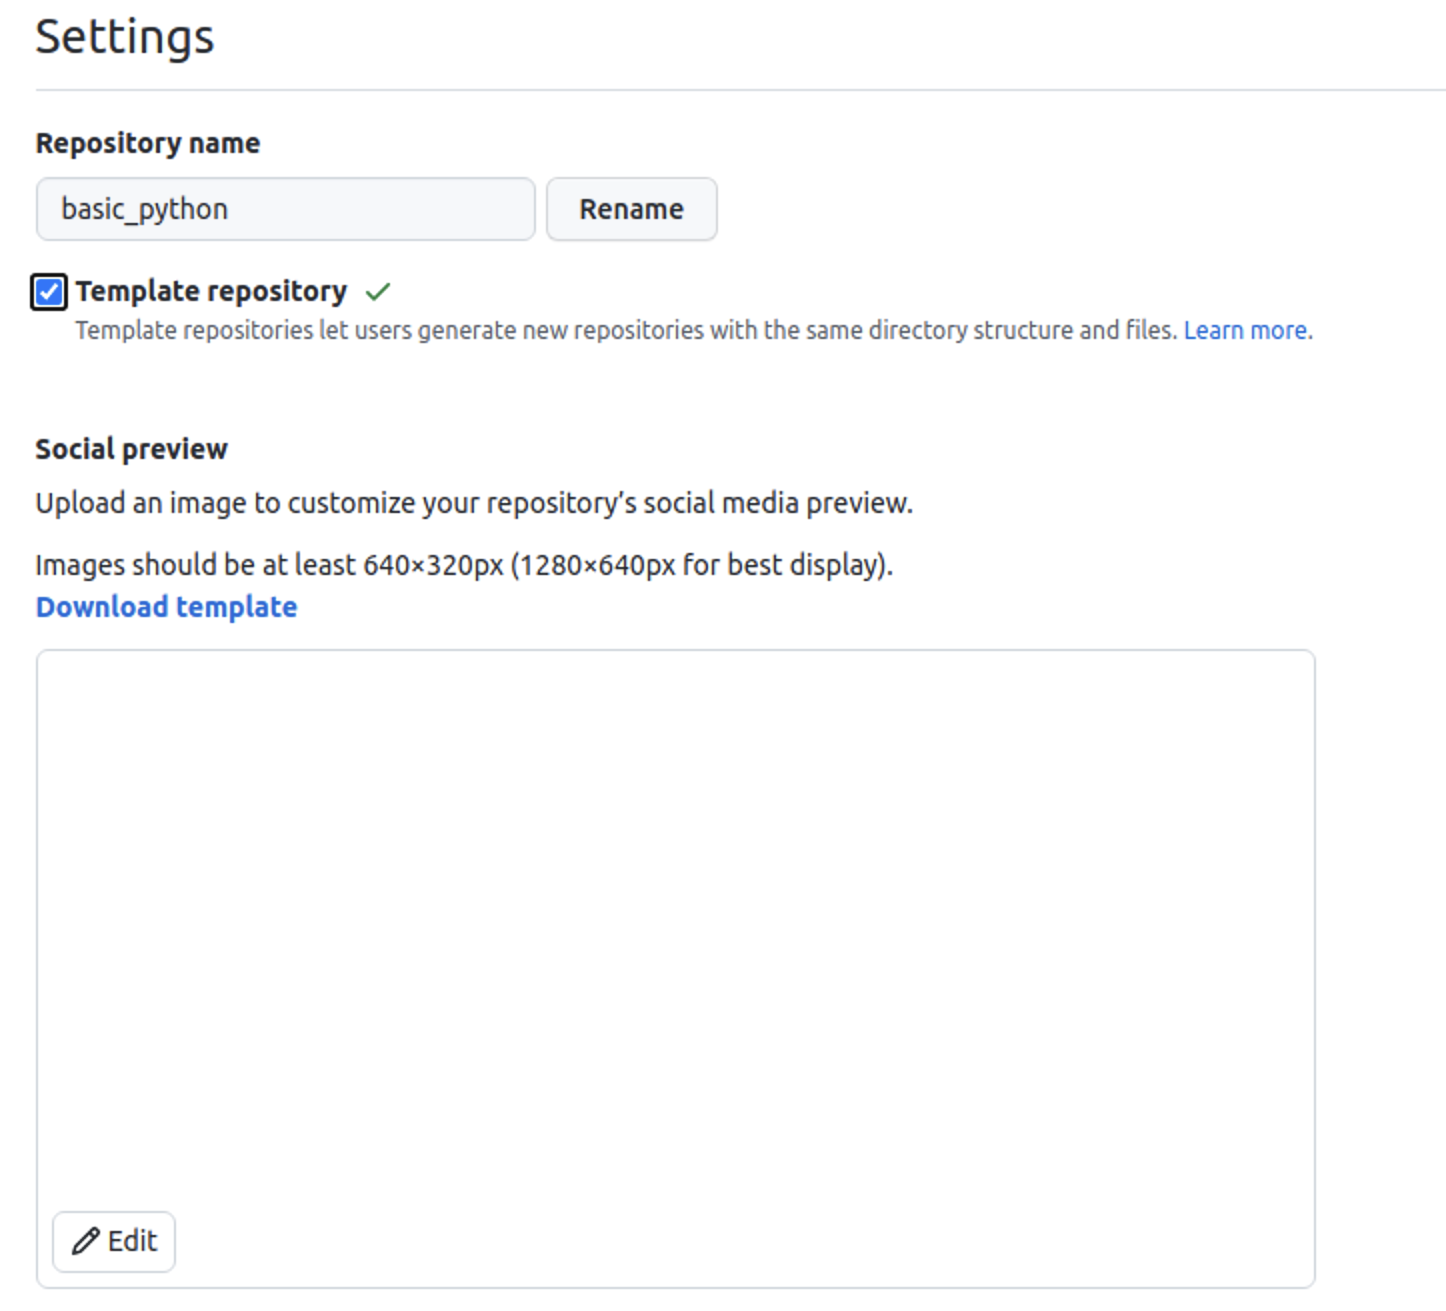 Settings
Repository name
basic_python
Rename
Template repository
Template repositories let users generate new repositories with the same directory structure and files. Learn more.
Social preview
Upload an image to customize your repository’s social media preview.
Images should be at least 640×320px (1280×640px for best display).
Download template
Edit